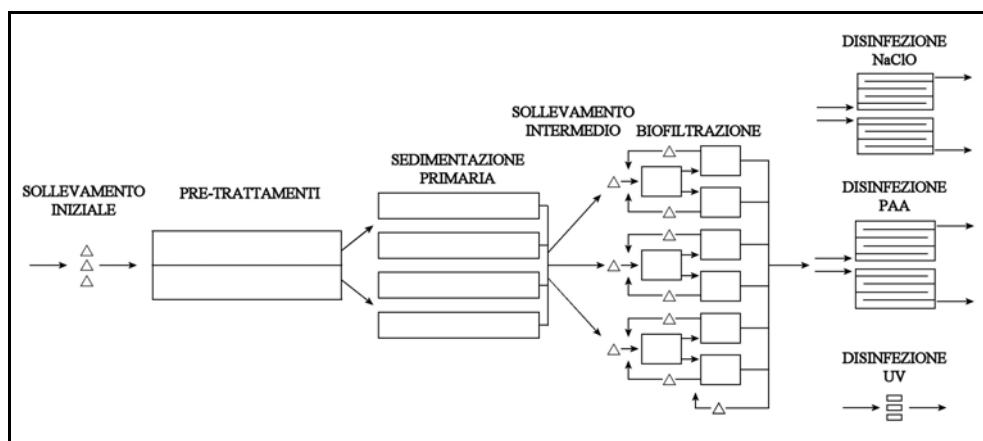 SOLLEVAMENTO
INIZIALE
PRE-TRATTAMENTI
SEDIMENTAZIONE
PRIMARIA
SOLLEVAMENTO
INTERMEDIO
BIOFILTRAZIONE
DISINFEZIONE
NaClO
DISINFEZIONE
PAA
DISINFEZIONE
UV